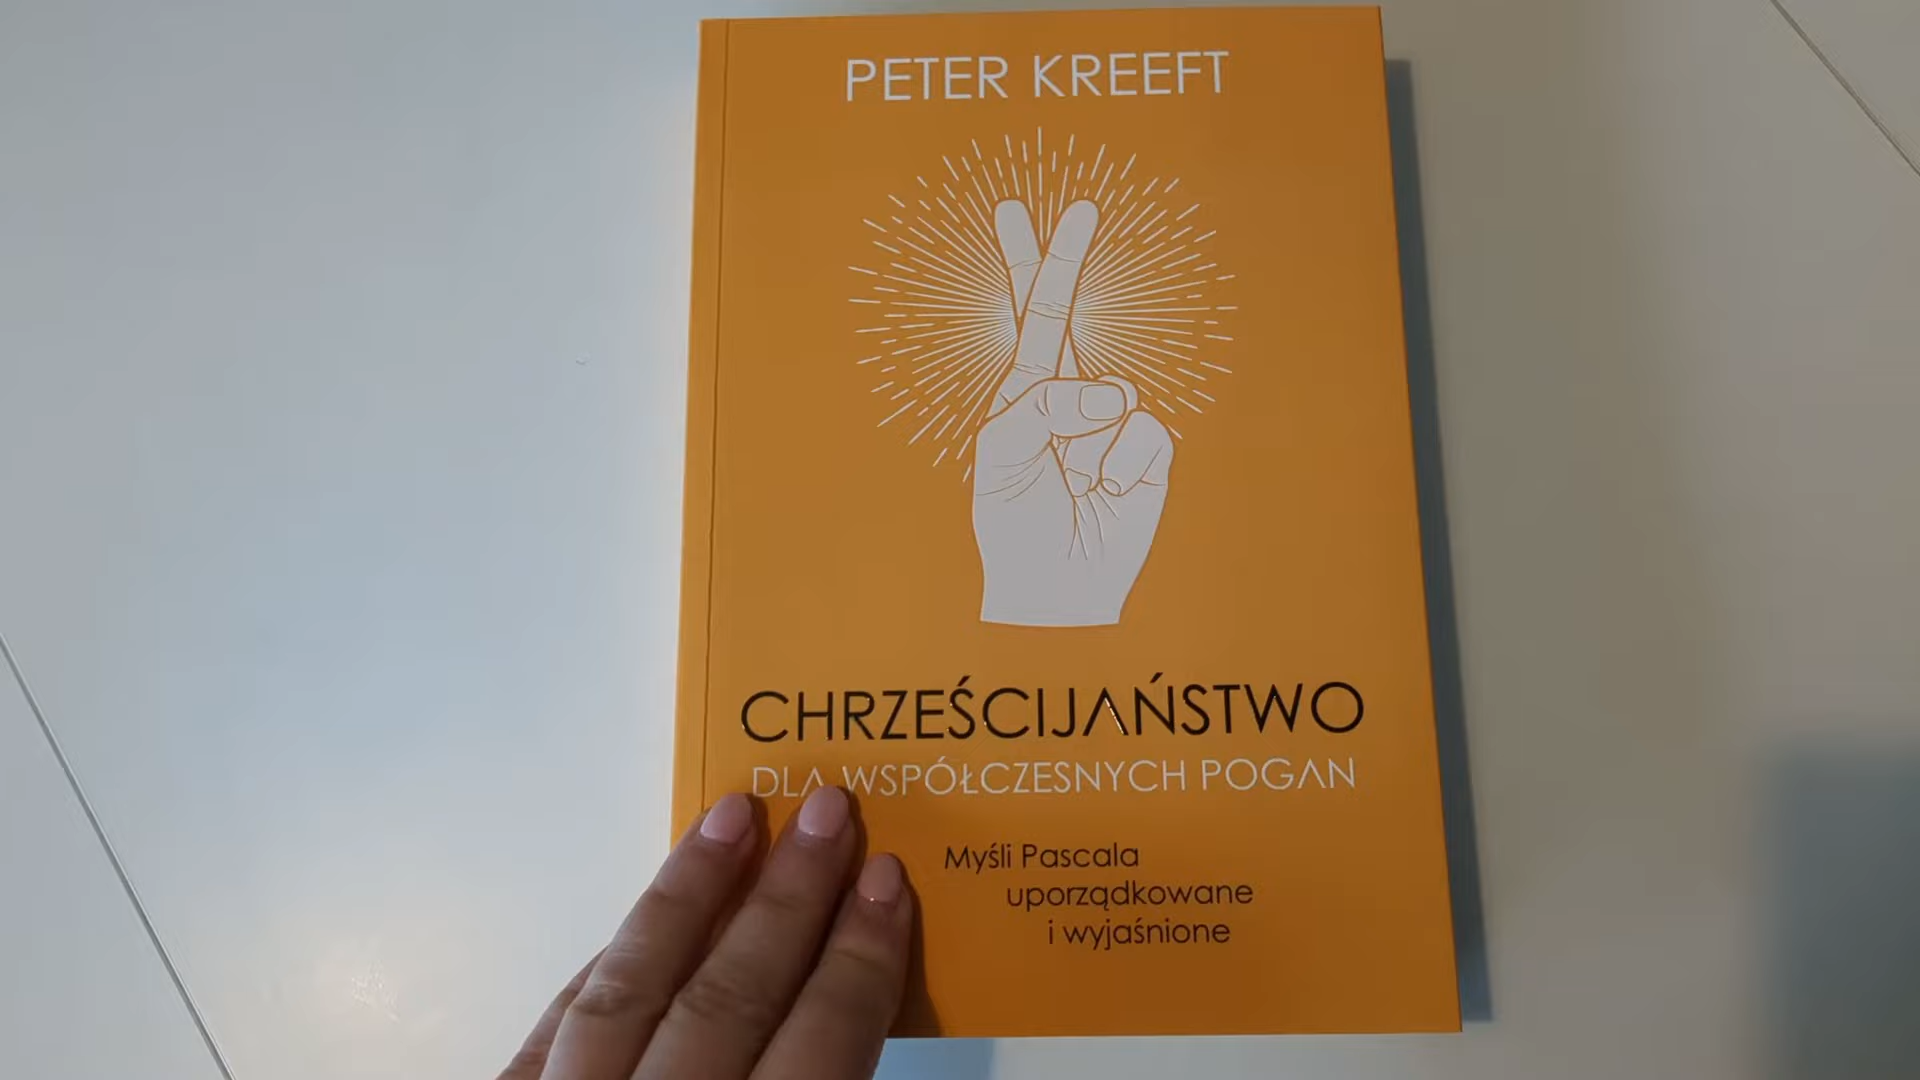 PETER KREEFT
CHRZEŚCIJAŃSTWO
DLA WSPÓŁCZESNYCH POGAN
Myśli Pascala
uporządkowane
i wyjaśnione